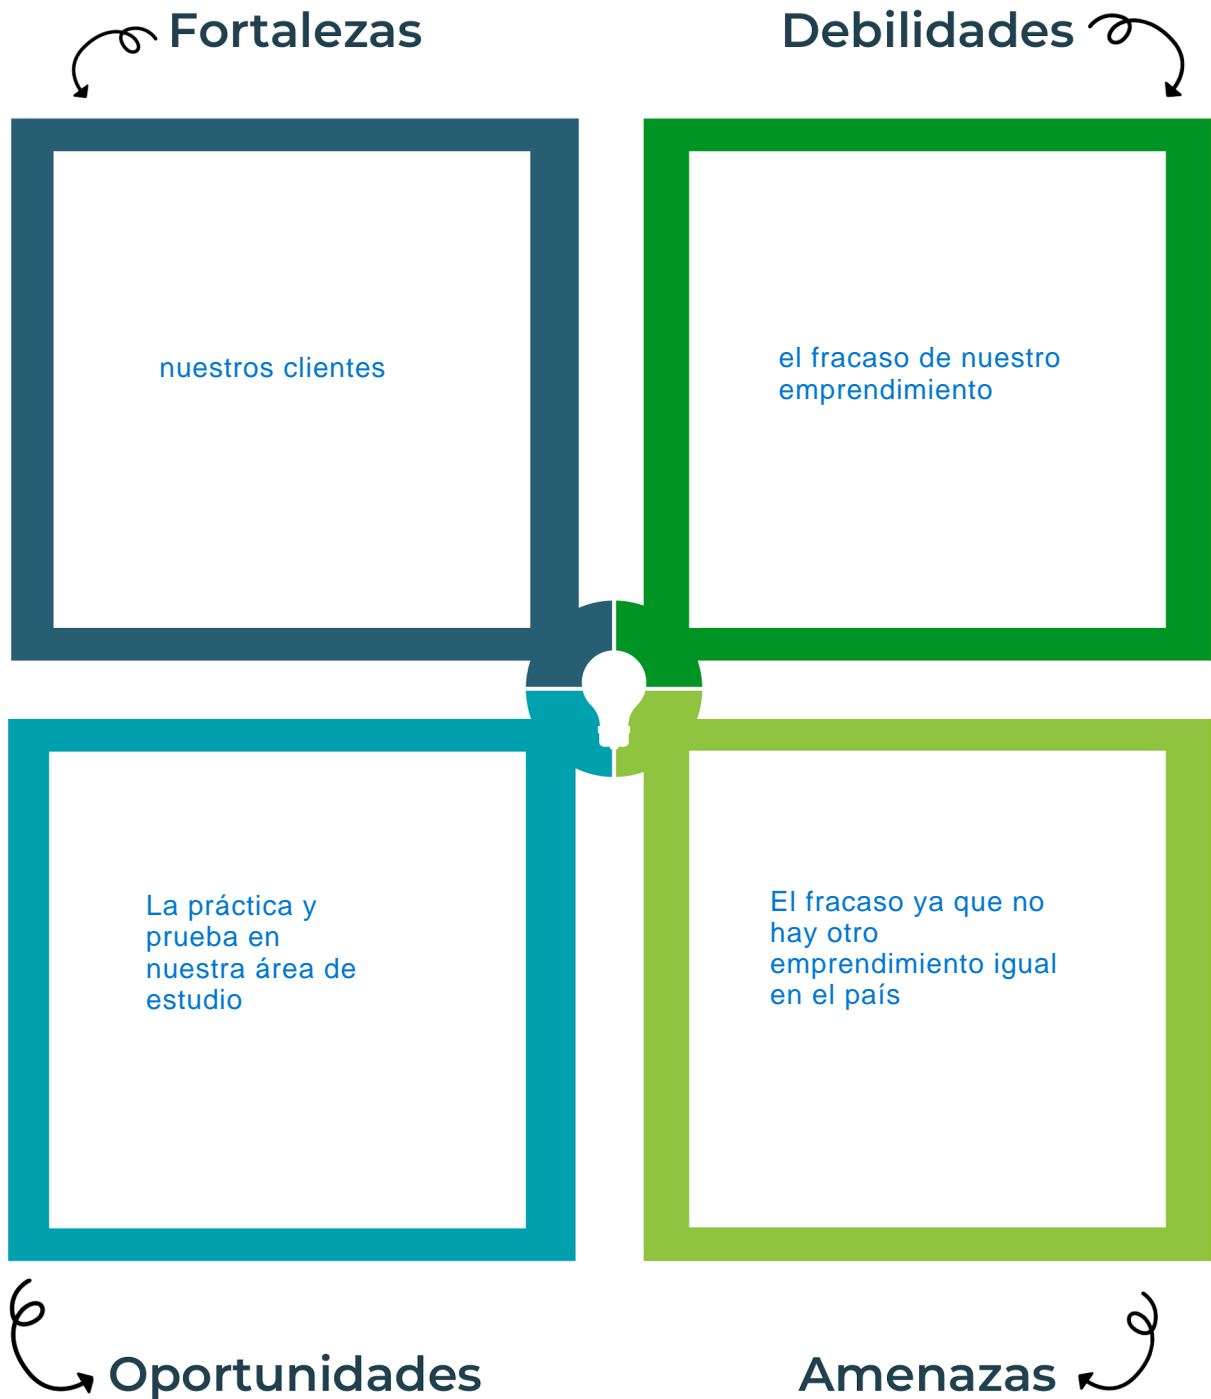 Fortalezas
nuestros clientes
Debilidades
el fracaso de nuestro
emprendimiento
La práctica y
prueba en
nuestra área de
estudio
Oportunidades
El fracaso ya que no
hay otro
emprendimiento igual
en el país
Amenazas